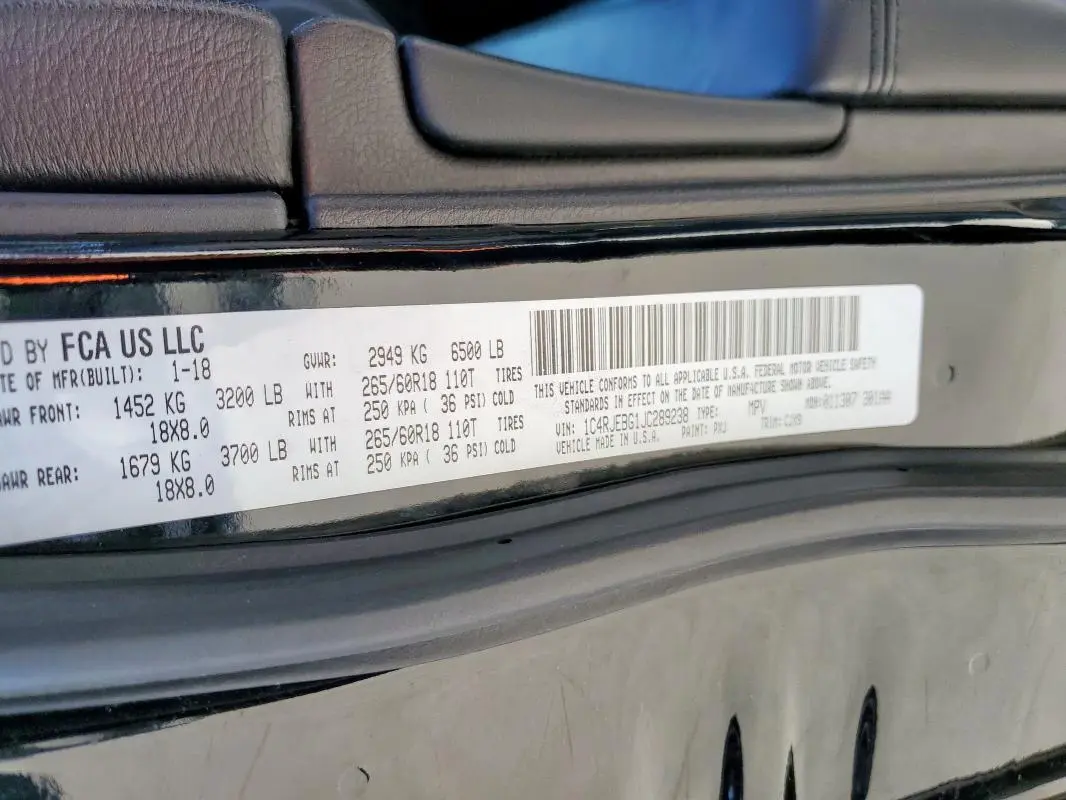 D BY FCA US LLC
TE OF MFR(BUILT): 1-18 GVWR: 2949 KG 6500 LB
AWR FRONT: 1452 KG 3200 LB WITH 265/60R18 110T TIRES
18X8.0 RIMS AT 250 KPA ( 36 PSI) COLD
AWR REAR: 1679 KG 3700 LB WITH 265/60R18 110T TIRES
18X8.0 RIMS AT 250 KPA ( 36 PSI) COLD
THIS VEHICLE CONFORMS TO ALL APPLICABLE U.S.A. FEDERAL MOTOR VEHICLE SAFETY
STANDARDS IN EFFECT ON THE DATE OF MANUFACTURE SHOWN ABOVE.
VIN: 1C4RJEBG1JC289238 TYPE: MPV MDH:
VEHICLE MADE IN U.S.A. PAINT: PXJ TRIM: